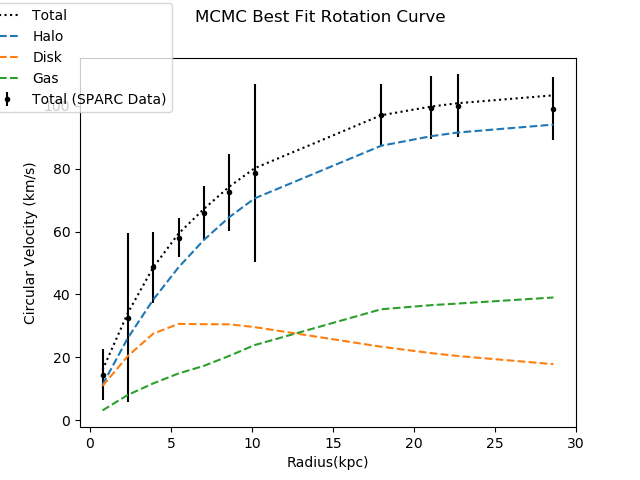 MCMC Best Fit Rotation Curve
Total
Halo
Disk
Gas
Total (SPARC Data)
100
80
60
40
20
0
Circular Velocity (km/s)
0 5 10 15 20 25 30
Radius(kpc)